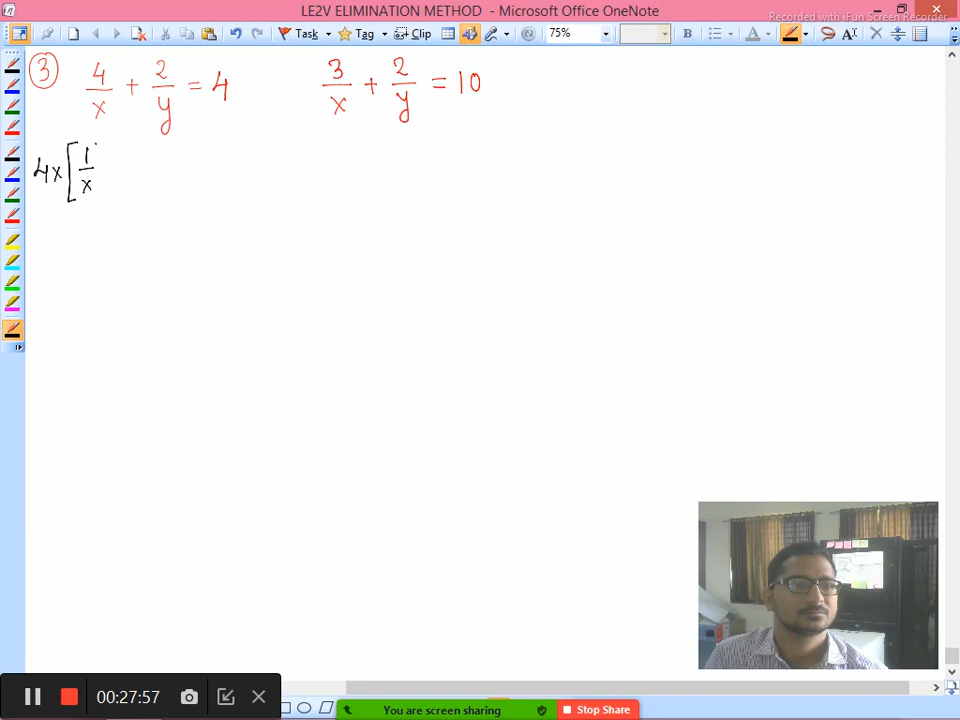 LE2V ELIMINATION METHOD - Microsoft Office OneNote
Recorded with iFun Screen Recorder
Task Tag Clip 75% B A
③ 4/x + 2/y = 4 3/x + 2/y = 10
4x[1/x
00:27:57
You are screen sharing Stop Share